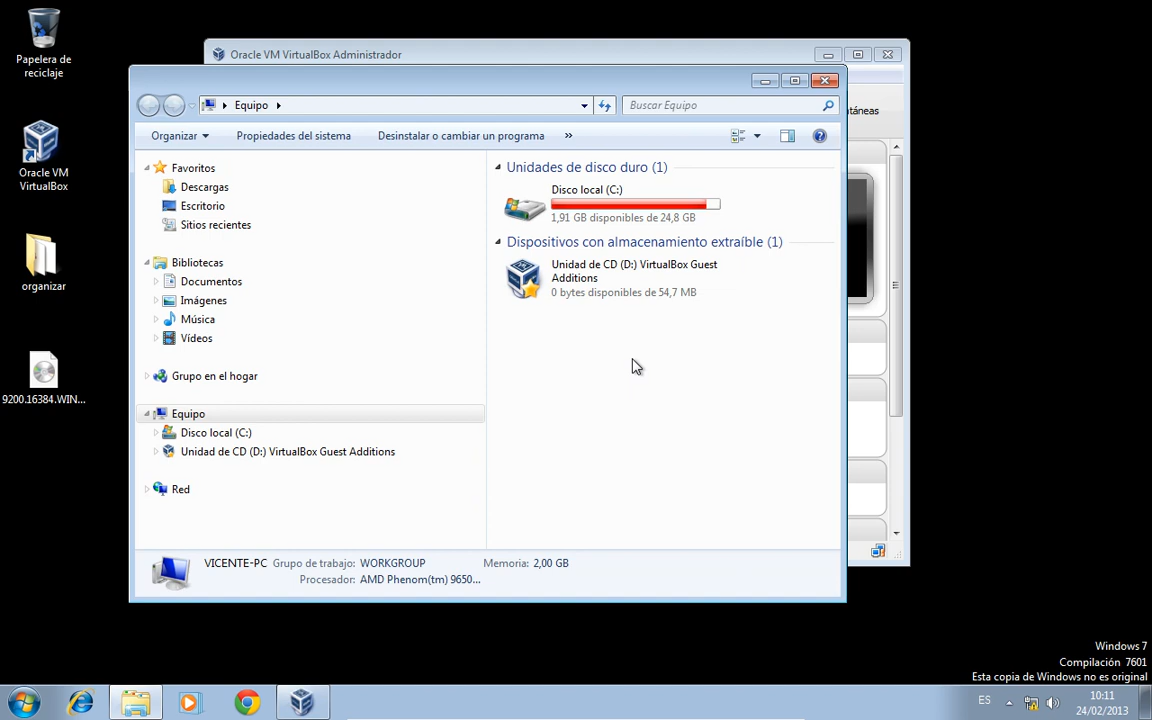 Papelera de
reciclaje
Oracle VM
VirtualBox
organizar
9200.16384.WIN...
Oracle VM VirtualBox Administrador
táneas
Equipo
Buscar Equipo
Organizar
Propiedades del sistema
Desinstalar o cambiar un programa
»
Favoritos
Descargas
Escritorio
Sitios recientes
Bibliotecas
Documentos
Imágenes
Música
Vídeos
Grupo en el hogar
Equipo
Disco local (C:)
Unidad de CD (D:) VirtualBox Guest Additions
Red
Unidades de disco duro (1)
Disco local (C:)
1,91 GB disponibles de 24,8 GB
Dispositivos con almacenamiento extraíble (1)
Unidad de CD (D:) VirtualBox Guest
Additions
0 bytes disponibles de 54,7 MB
VICENTE-PC Grupo de trabajo: WORKGROUP Memoria: 2,00 GB
Procesador: AMD Phenom(tm) 9650...
Windows 7
Compilación 7601
Esta copia de Windows no es original
ES
10:11
24/02/2013